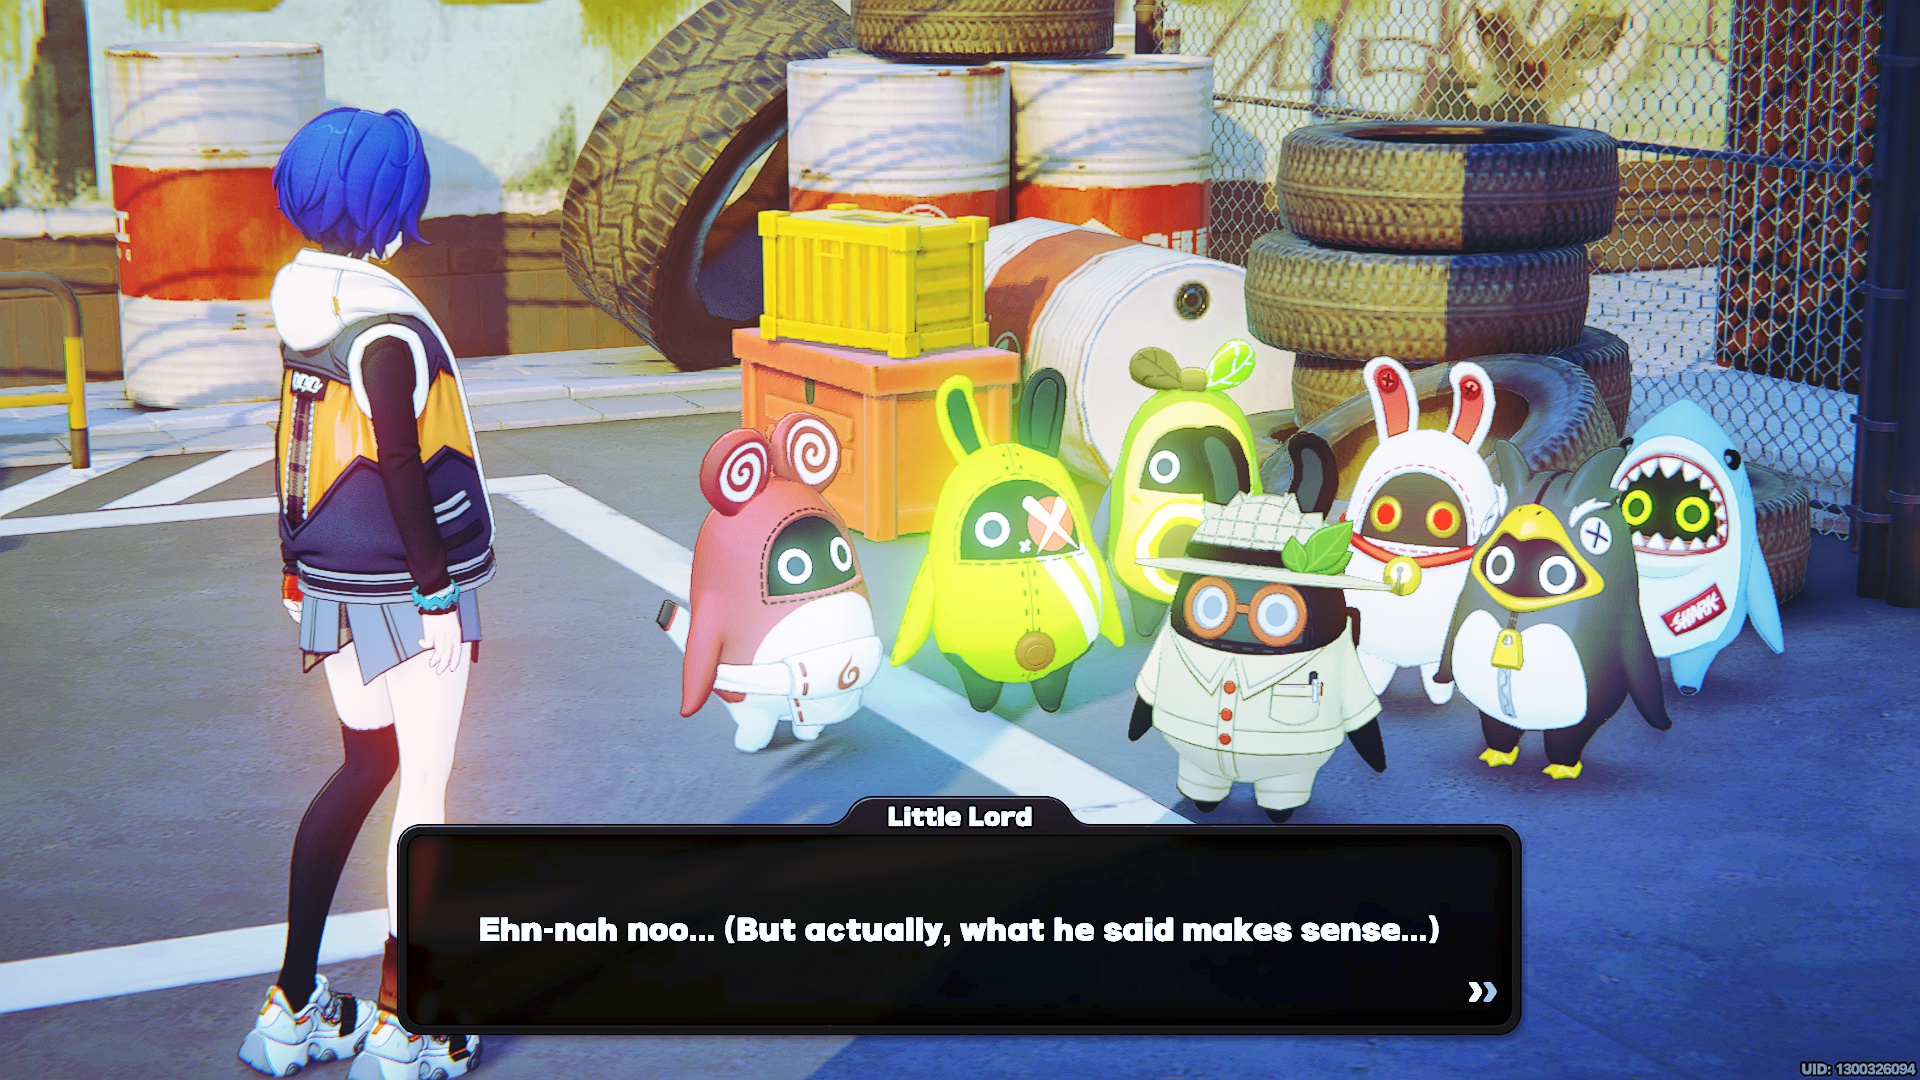 SHARK
Little Lord
Ehn-nah noo... (But actually, what he said makes sense...)
UID: 1300326094